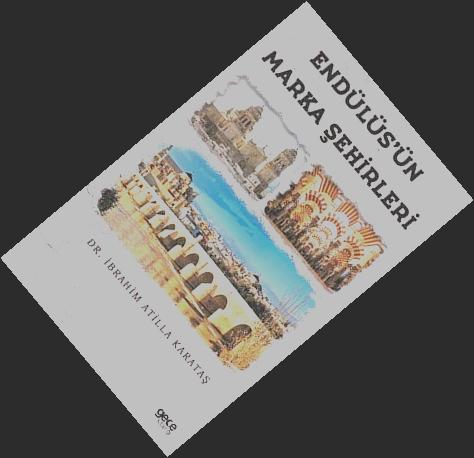 ENDÜLÜS'ÜN
MARKA ŞEHİRLERİ
DR. İBRAHİM ATİLLA KARATAŞ
gece